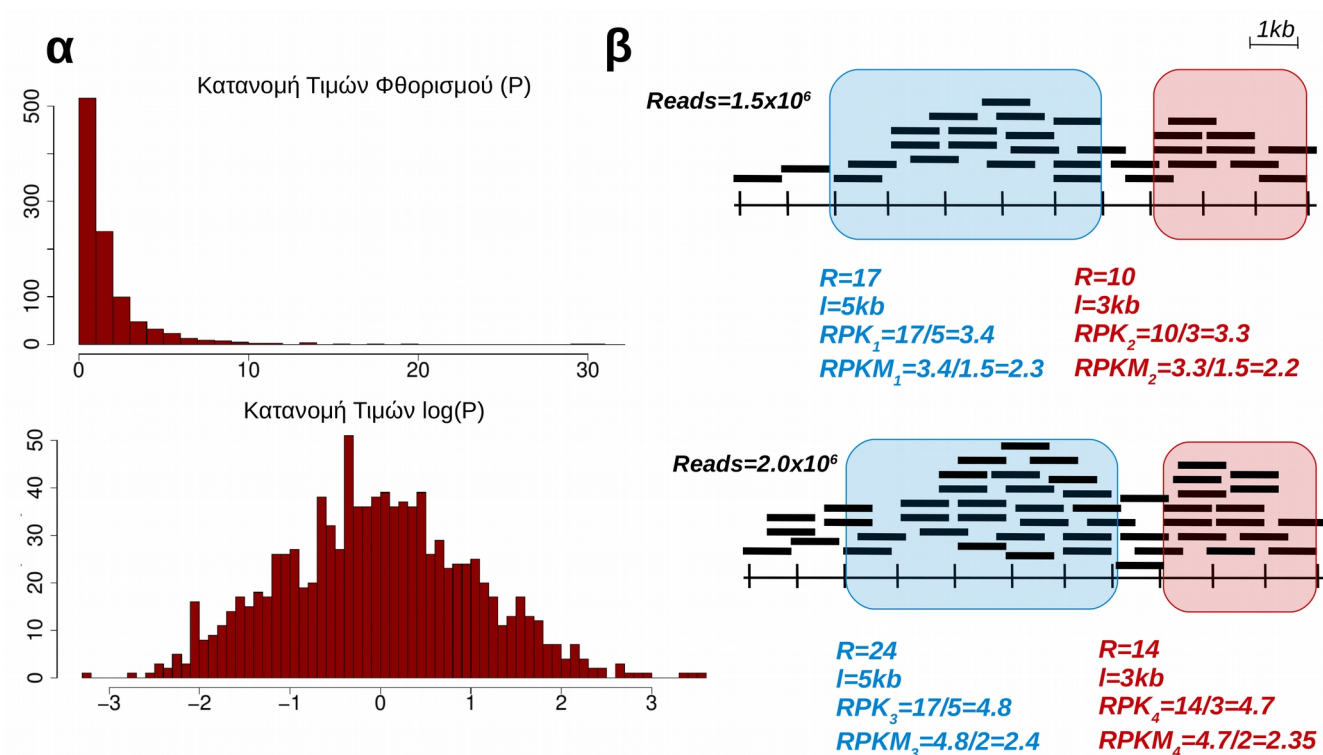 α
Κατανομή Τιμών Φθορισμού (P)
500
300
100
0
0 10 20 30
Κατανομή Τιμών log(P)
50
40
30
20
10
0
−3 −2 −1 0 1 2 3
β
1kb
Reads=1.5x10⁶
R=17
l=5kb
RPK₁=17/5=3.4
RPKM₁=3.4/1.5=2.3
R=10
l=3kb
RPK₂=10/3=3.3
RPKM₂=3.3/1.5=2.2
Reads=2.0x10⁶
R=24
l=5kb
RPK₃=17/5=4.8
RPKM₃=4.8/2=2.4
R=14
l=3kb
RPK₄=14/3=4.7
RPKM₄=4.7/2=2.35